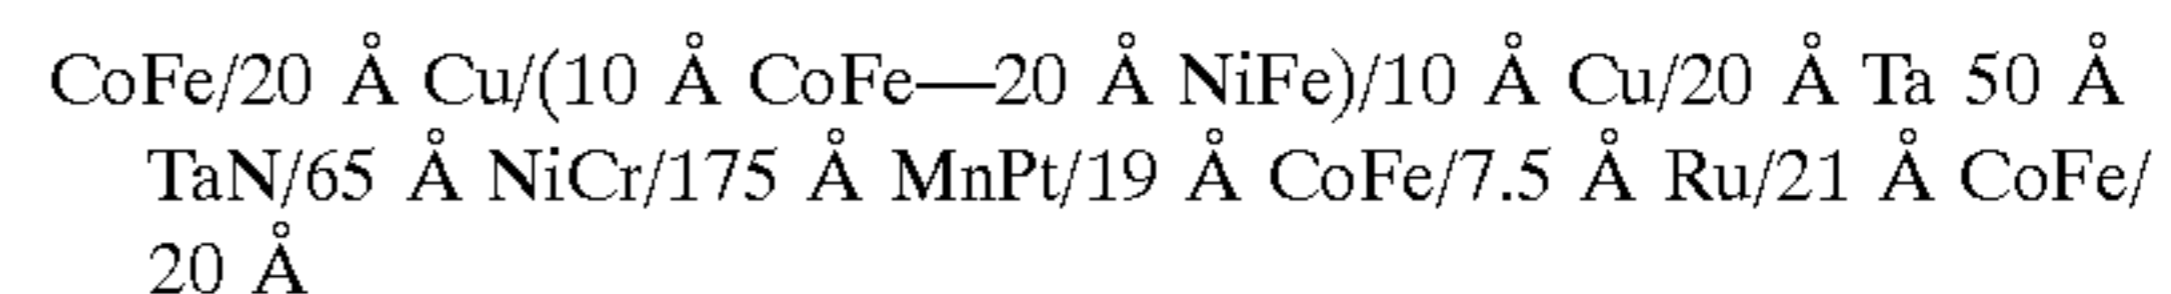 CoFe/20 Å Cu/(10 Å CoFe—20 Å NiFe)/10 Å Cu/20 Å Ta 50 Å
TaN/65 Å NiCr/175 Å MnPt/19 Å CoFe/7.5 Å Ru/21 Å CoFe/
20 Å